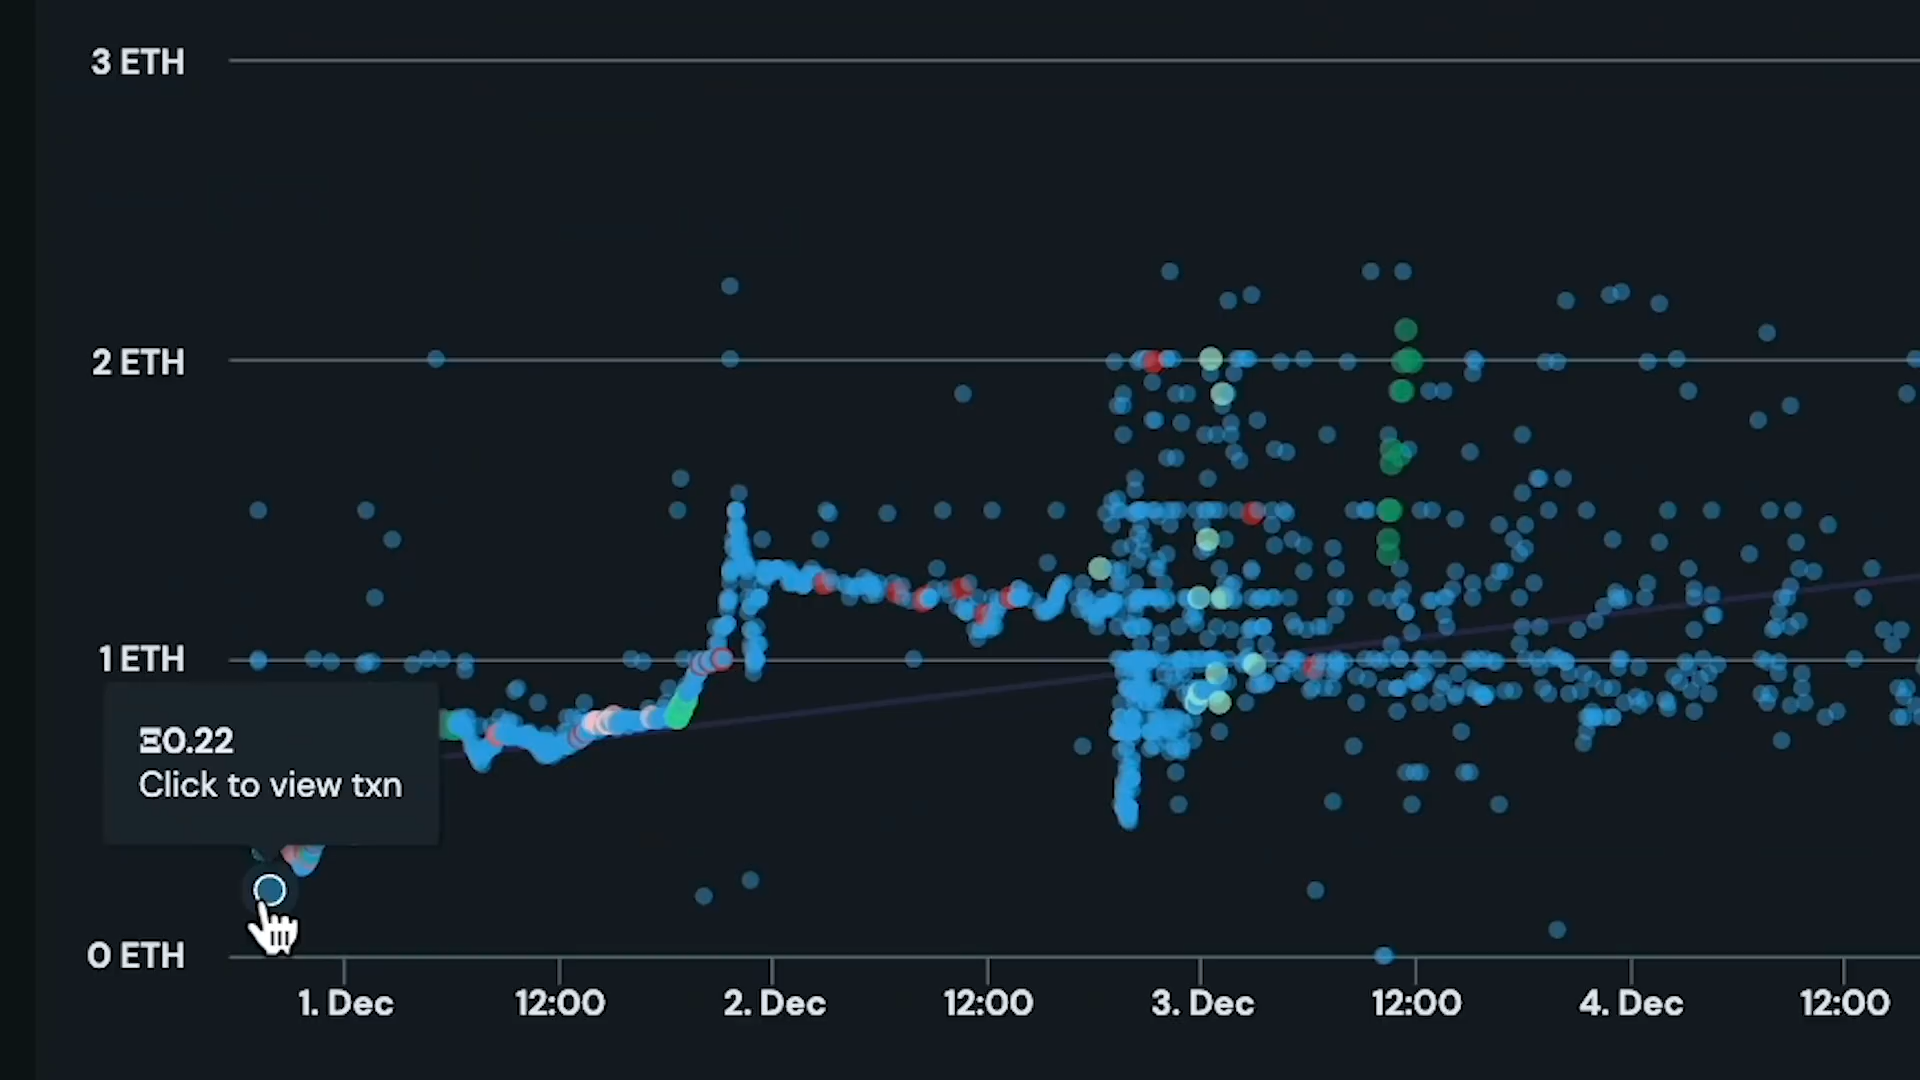 3 ETH
2 ETH
1 ETH
Ξ0.22
Click to view txn
0 ETH
1. Dec
12:00
2. Dec
12:00
3. Dec
12:00
4. Dec
12:00